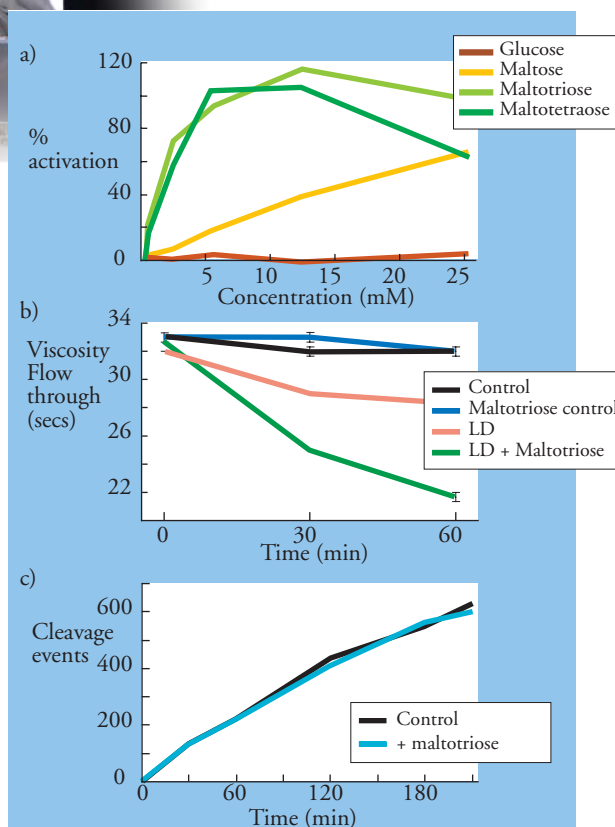 a)
Glucose
Maltose
Maltotriose
Maltotetraose
%
activation
120
80
40
0
5 10 15 20 25
Concentration (mM)
b)
Viscosity
Flow
through
(secs)
34
30
26
22
Control
Maltotriose control
LD
LD + Maltotriose
0 30 60
Time (min)
c)
Cleavage
events
600
400
200
0
Control
+ maltotriose
0 60 120 180
Time (min)